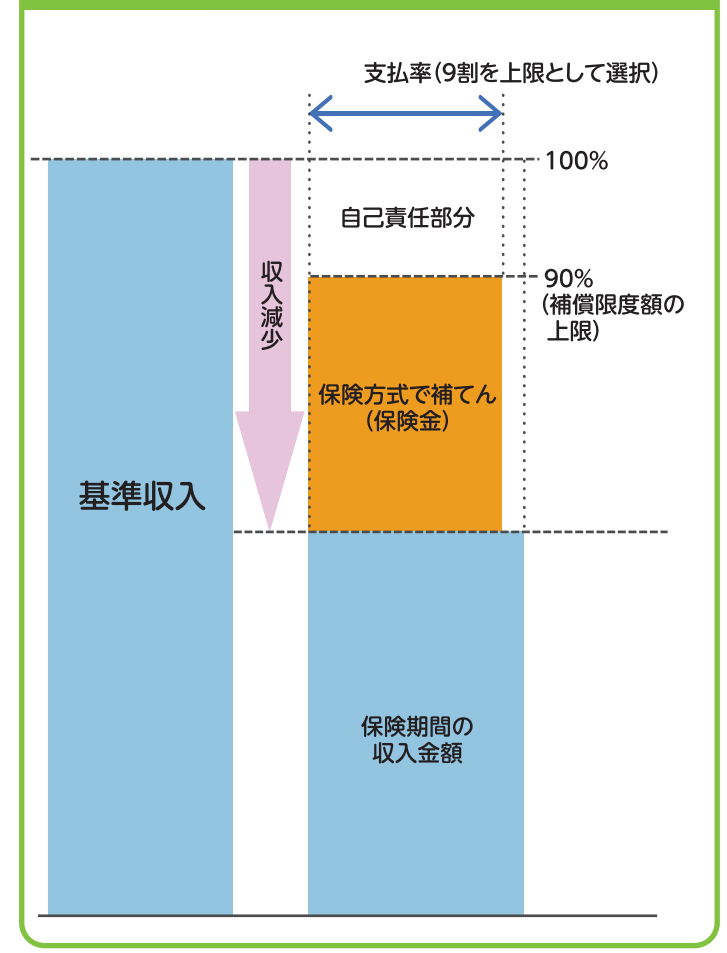 支払率（9割を上限として選択）
100%
自己責任部分
90%
（補償限度額の
上限）
収入減少
保険方式で補てん
（保険金）
基準収入
保険期間の
収入金額